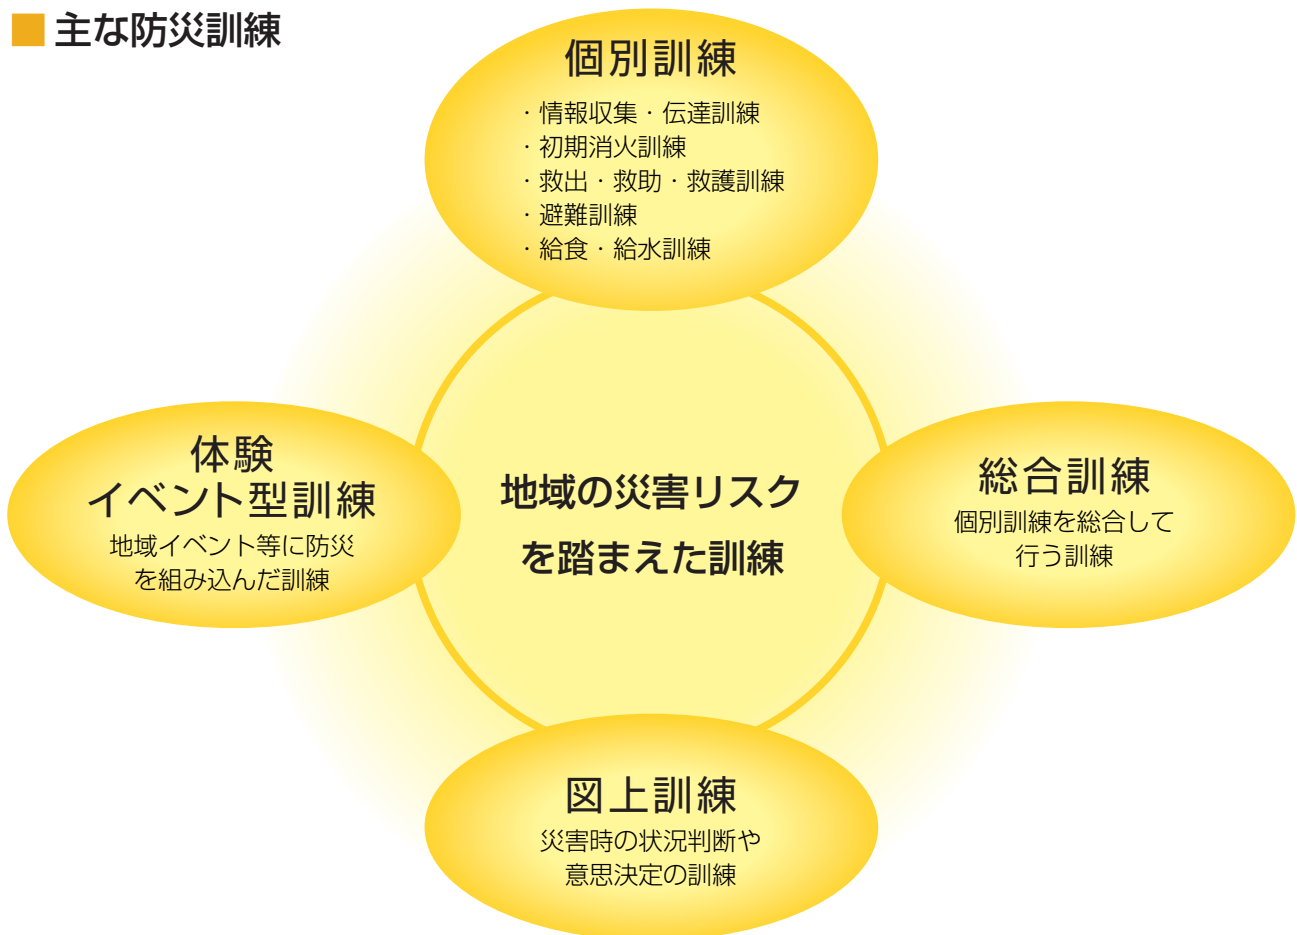 主な防災訓練
個別訓練
・情報収集・伝達訓練
・初期消火訓練
・救出・救助・救護訓練
・避難訓練
・給食・給水訓練
体験
イベント型訓練
地域イベント等に防災
を組み込んだ訓練
地域の災害リスク
を踏まえた訓練
総合訓練
個別訓練を総合して
行う訓練
図上訓練
災害時の状況判断や
意思決定の訓練